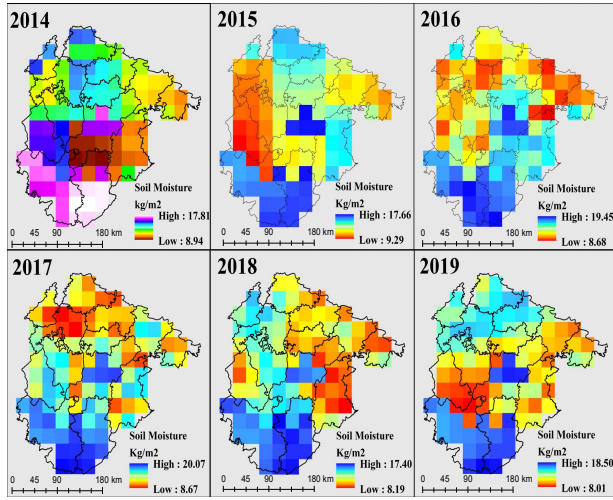 2014
Soil Moisture
kg/m2
High : 17.81
Low : 8.94
0 45 90 180 km
2015
Soil Moisture
kg/m2
High : 17.66
Low : 9.29
0 45 90 180 km
2016
Soil Moisture
kg/m2
High : 19.45
Low : 8.68
0 45 90 180 km
2017
Soil Moisture
Kg/m2
High : 20.07
Low : 8.67
0 45 90 180 km
2018
Soil Moisture
Kg/m2
High : 17.40
Low : 8.19
0 45 90 180 km
2019
Soil Moisture
Kg/m2
High : 18.50
Low : 8.01
0 45 90 180 km